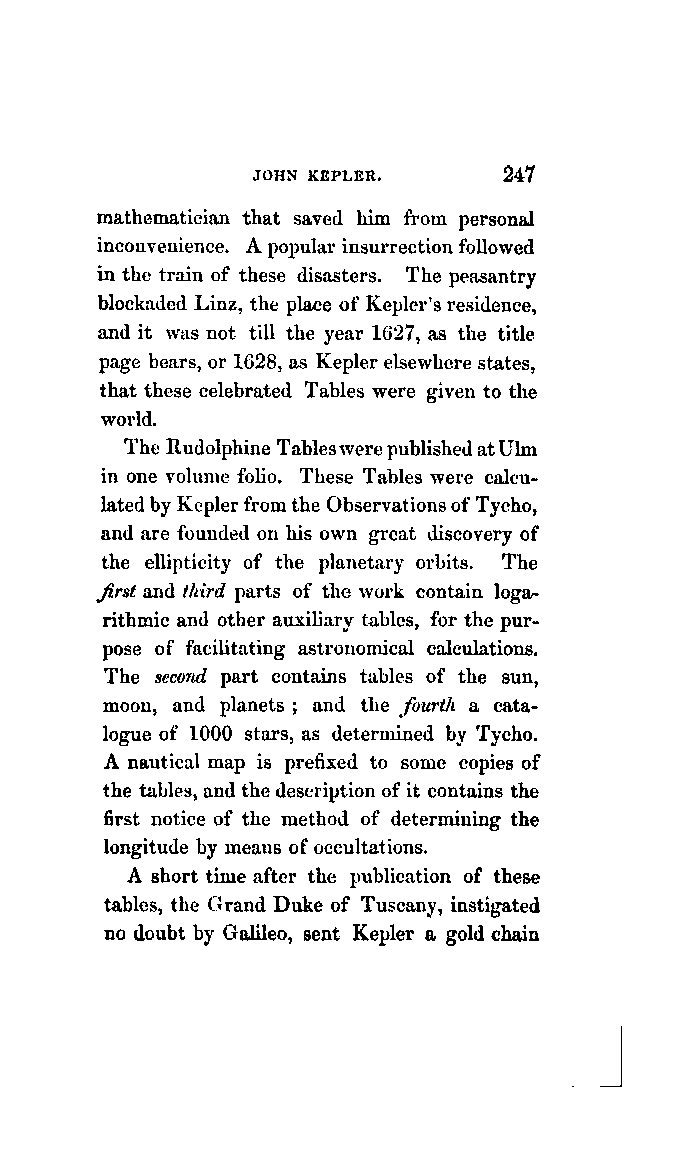 JOHN KEPLER. 247
mathematician that saved him from personal
inconvenience. A popular insurrection followed
in the train of these disasters. The peasantry
blockaded Linz, the place of Kepler's residence,
and it was not till the year 1627, as the title
page bears, or 1628, as Kepler elsewhere states,
that these celebrated Tables were given to the
world.
The Rudolphine Tables were published at Ulm
in one volume folio. These Tables were calcu-
lated by Kepler from the Observations of Tycho,
and are founded on his own great discovery of
the ellipticity of the planetary orbits. The
first and third parts of the work contain loga-
rithmic and other auxiliary tables, for the pur-
pose of facilitating astronomical calculations.
The second part contains tables of the sun,
moon, and planets ; and the fourth a cata-
logue of 1000 stars, as determined by Tycho.
A nautical map is prefixed to some copies of
the tables, and the description of it contains the
first notice of the method of determining the
longitude by means of occultations.
A short time after the publication of these
tables, the Grand Duke of Tuscany, instigated
no doubt by Galileo, sent Kepler a gold chain